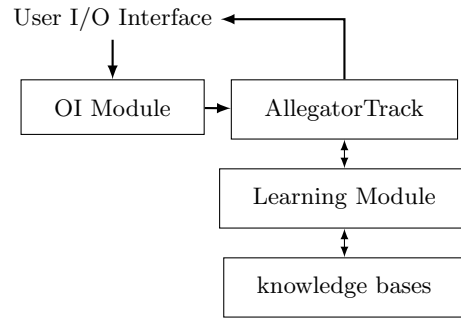 User I/O Interface
OI Module
AllegatorTrack
Learning Module
knowledge bases